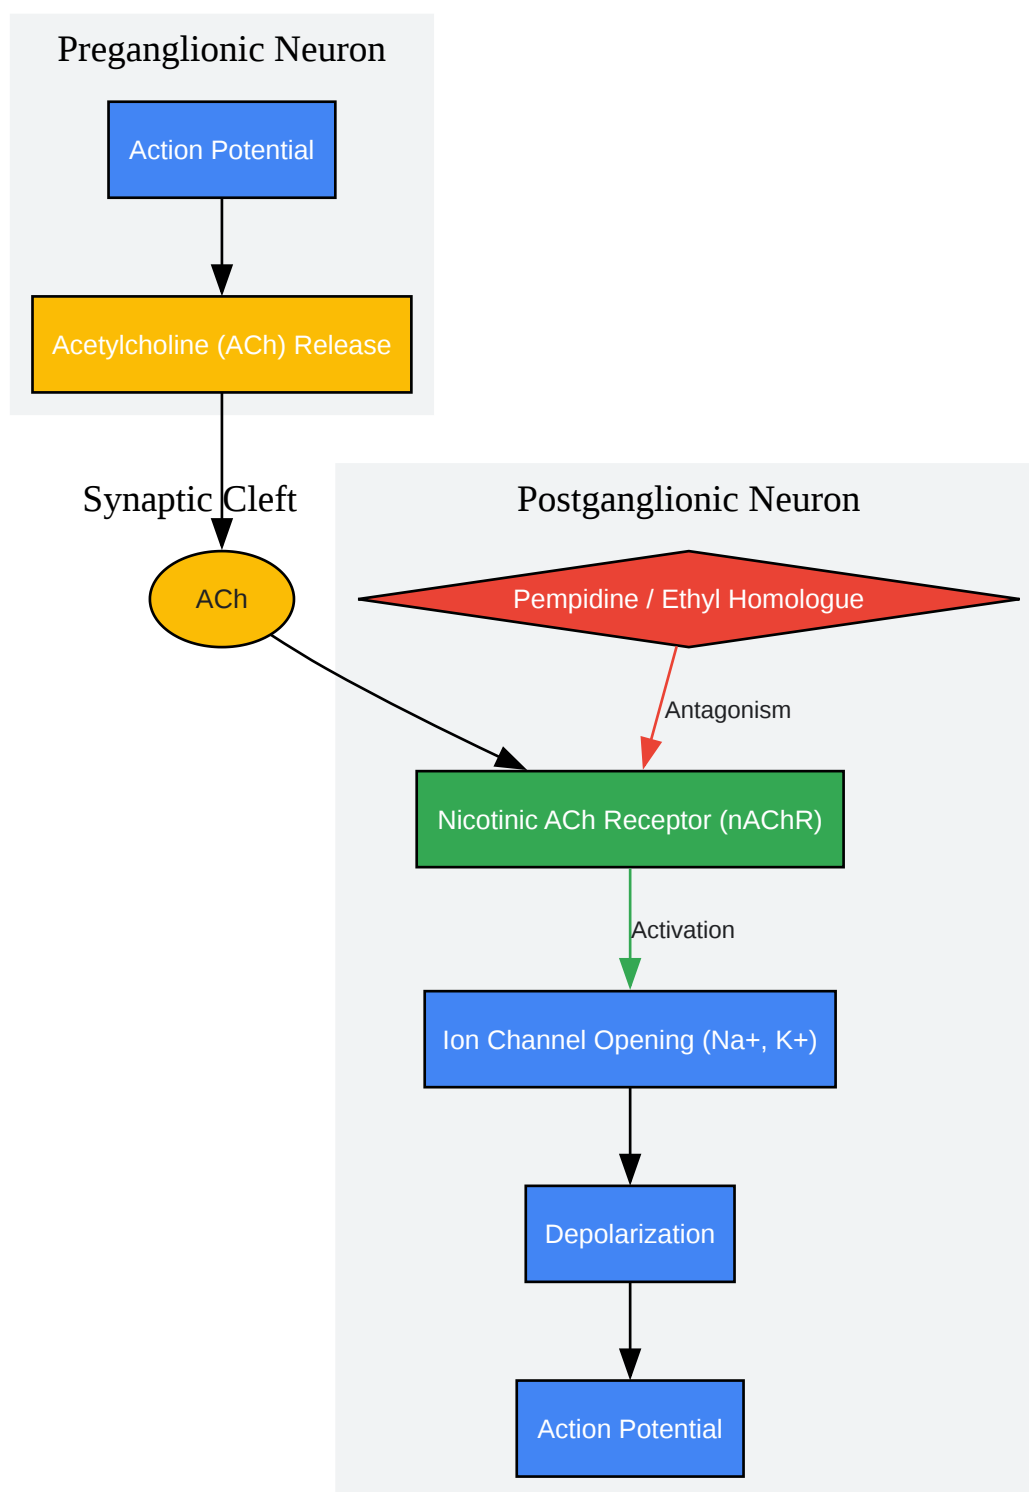 Preganglionic Neuron
Action Potential
Acetylcholine (ACh) Release
Synaptic Cleft
ACh
Postganglionic Neuron
Pempidine / Ethyl Homologue
Antagonism
Nicotinic ACh Receptor (nAChR)
Activation
Ion Channel Opening (Na+, K+)
Depolarization
Action Potential